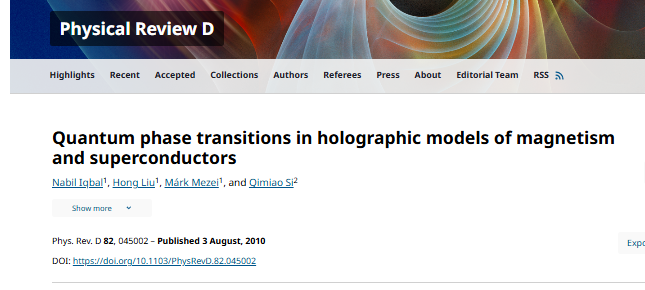 Physical Review D
Highlights Recent Accepted Collections Authors Referees Press About Editorial Team RSS
Quantum phase transitions in holographic models of magnetism
and superconductors
Nabil Iqbal1, Hong Liu1, Márk Mezei1, and Qimiao Si2
Show more
Phys. Rev. D 82, 045002 – Published 3 August, 2010
Expo
DOI: https://doi.org/10.1103/PhysRevD.82.045002